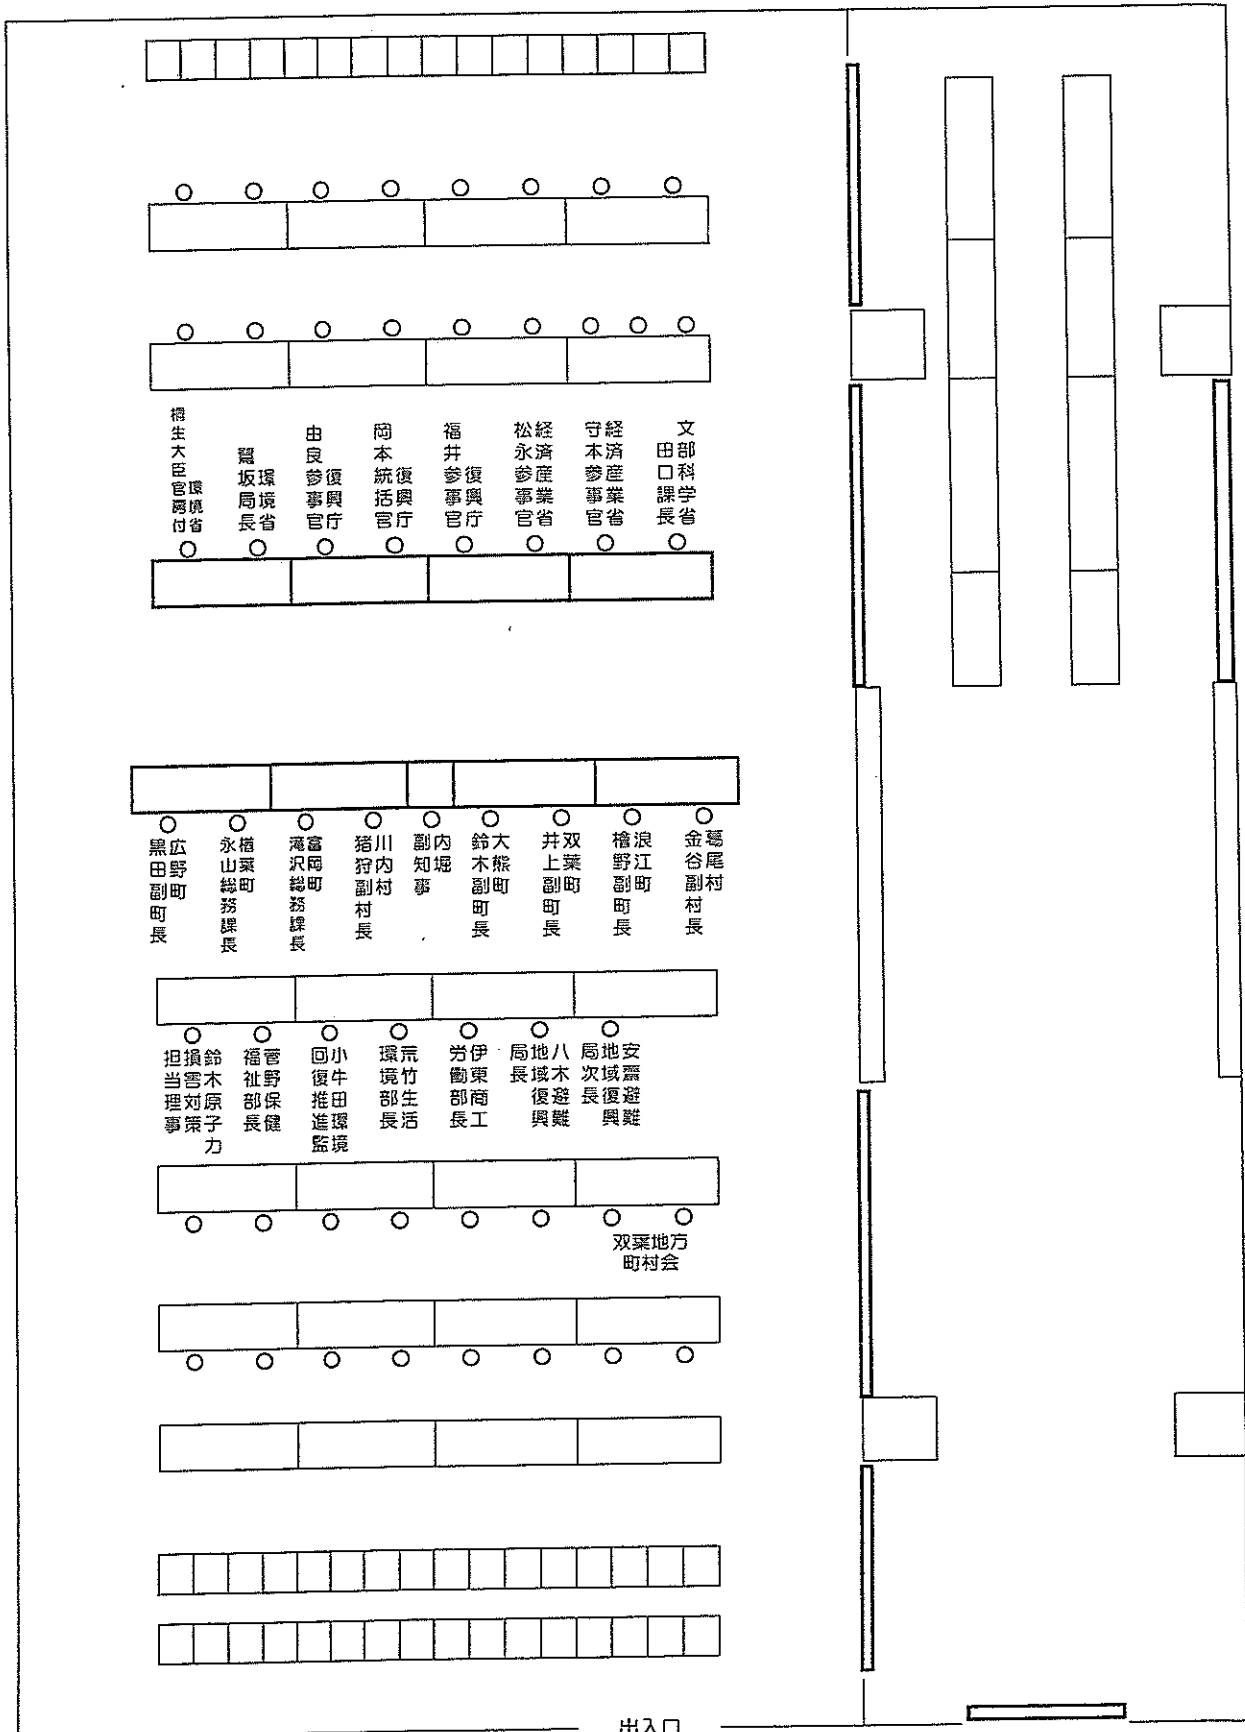 文部科学省
田口課長
経済産業省
守本参事官
経済産業省
松永参事官
復興庁
福井参事官
復興庁
岡本統括官
復興庁
由良参事官
環境省
鷺坂局長
環境省
櫻生大臣官房付
葛尾村
金谷副村長
浪江町
檜野副町長
双葉町
井上副町長
大熊町
鈴木副町長
内堀
副知事
川内村
猪狩副村長
富岡町
滝沢総務課長
楢葉町
永山総務課長
広野町
黒田副町長
安齋避難
地域復興
局次長
八木避難
地域復興
局長
伊東商工
労働部長
荒竹生活
環境部長
小牛田環境
回復推進監
菅野保健
福祉部長
鈴木原子力
損害対策
担当理事
双葉地方
町村会
出入口